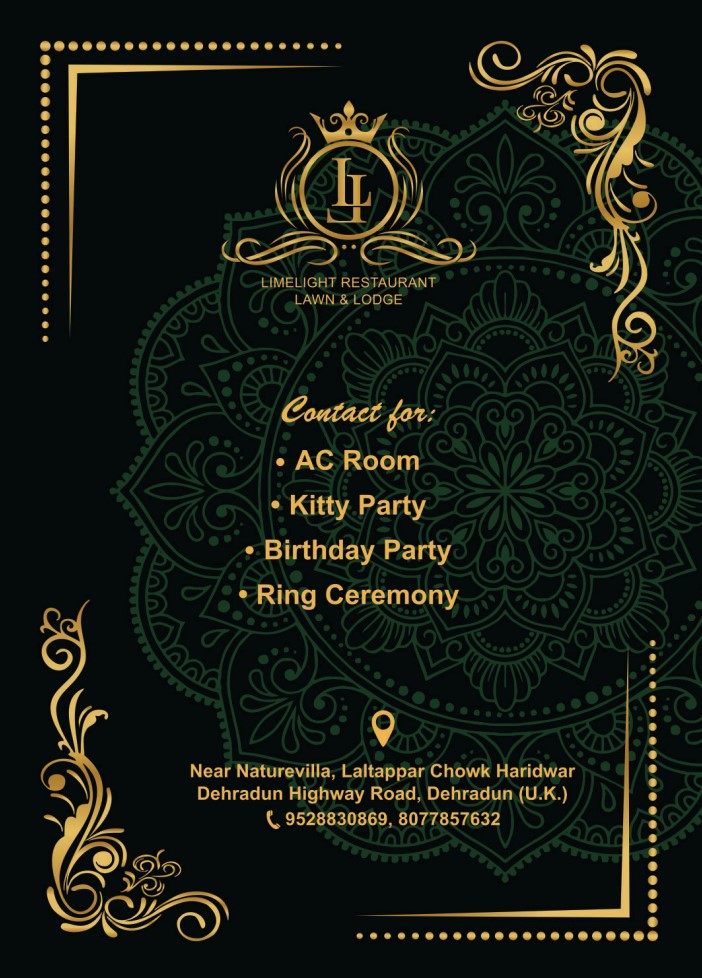 LL
LIMELIGHT RESTAURANT
LAWN & LODGE
Contact for:
• AC Room
• Kitty Party
• Birthday Party
• Ring Ceremony
Near Naturevilla, Laltappar Chowk Haridwar
Dehradun Highway Road, Dehradun (U.K.)
9528830869, 8077857632